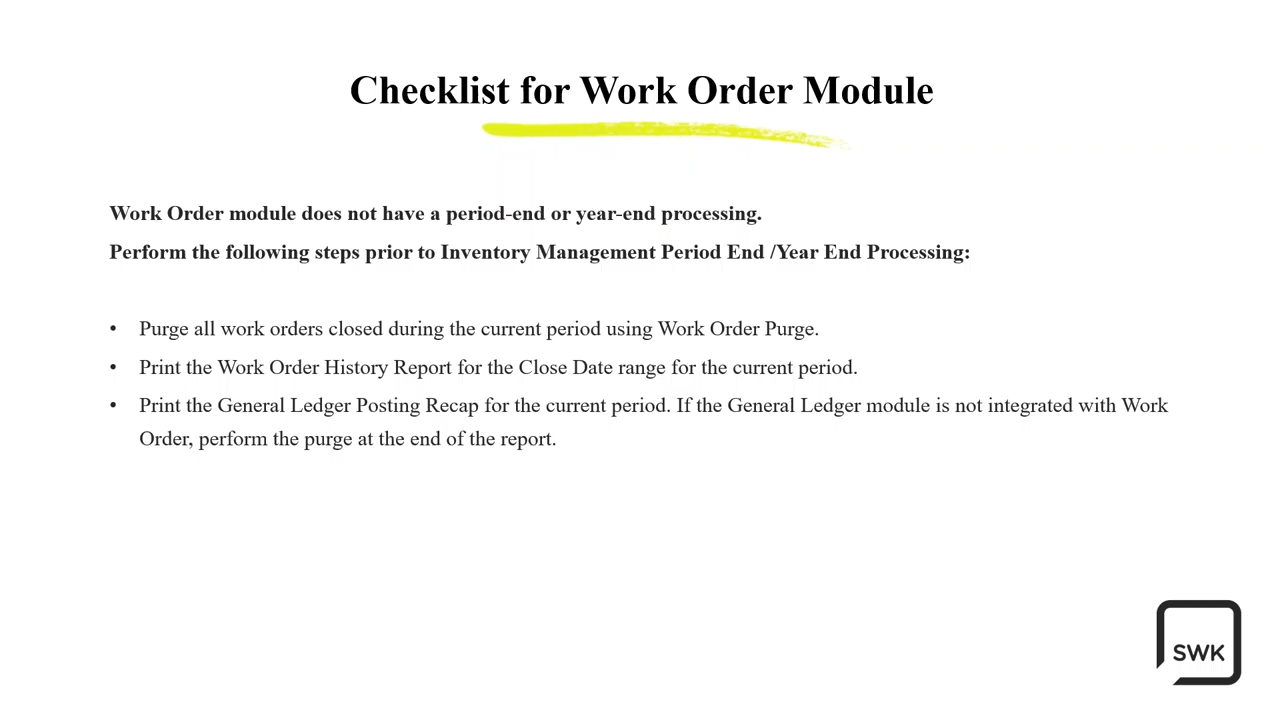 Checklist for Work Order Module
Work Order module does not have a period-end or year-end processing.
Perform the following steps prior to Inventory Management Period End /Year End Processing:
• Purge all work orders closed during the current period using Work Order Purge.
• Print the Work Order History Report for the Close Date range for the current period.
• Print the General Ledger Posting Recap for the current period. If the General Ledger module is not integrated with Work
Order, perform the purge at the end of the report.
SWK